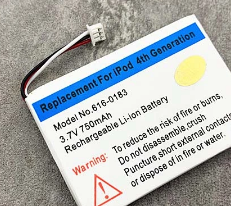 Replacement For iPod 4th Generation
Model No.616-0183
3.7V 750mAh
Rechargeable Li-ion Battery
Warning:
To reduce the risk of fire or burns,
Do not disassemble, crush
Puncture, short external contacts
or dispose of in fire or water.